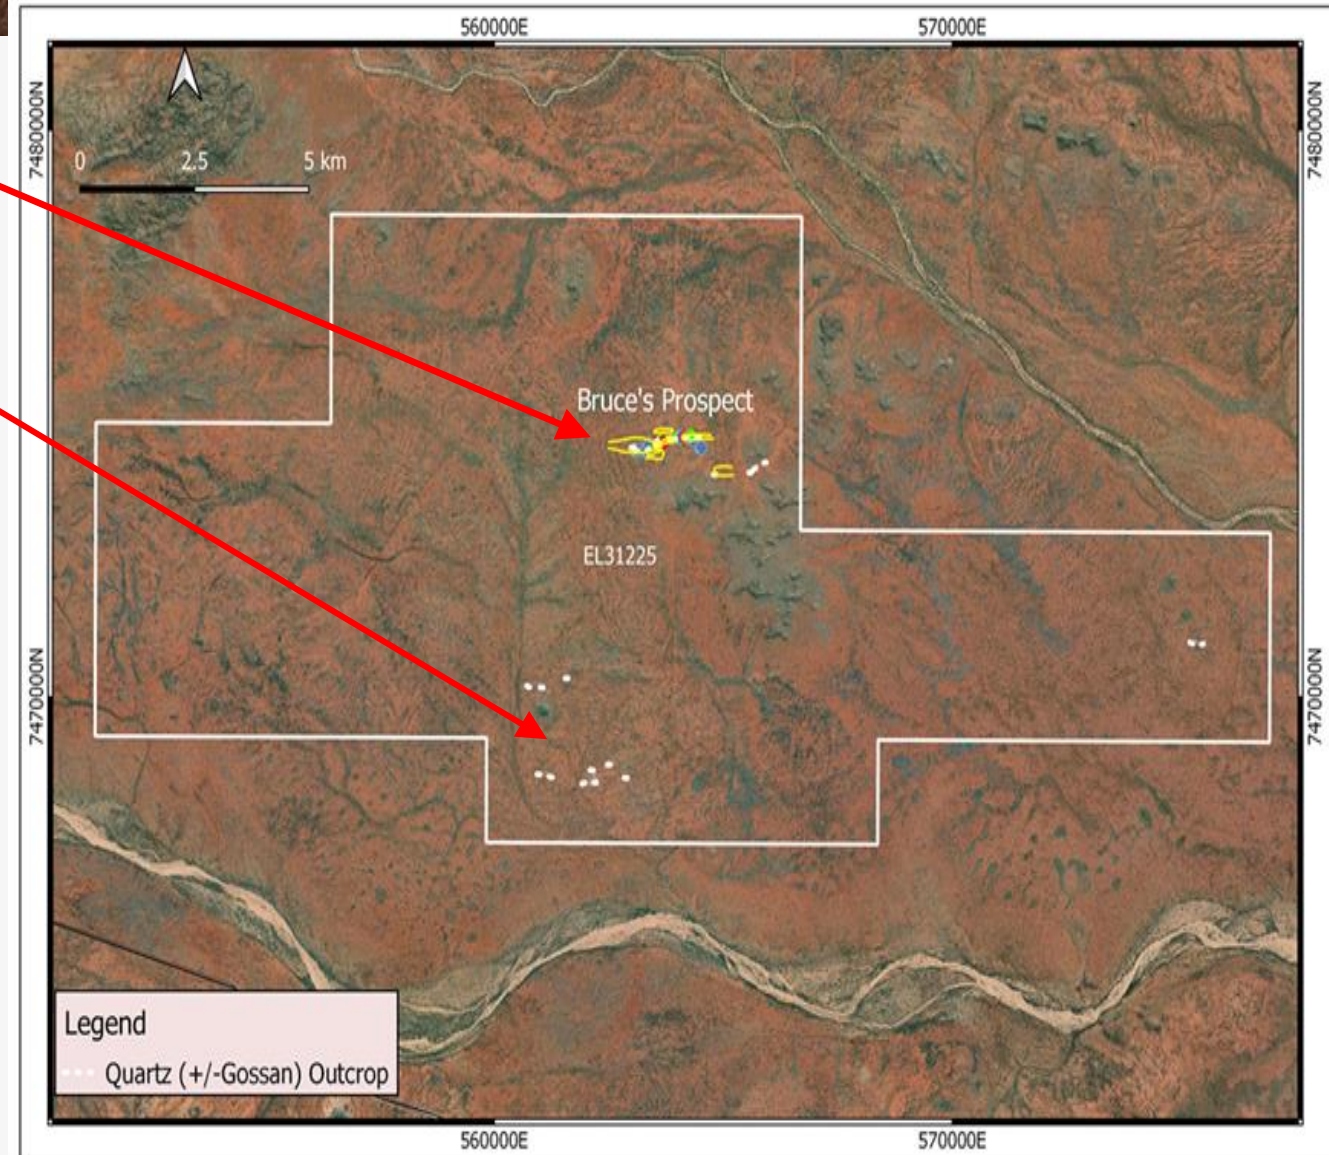 560000E 570000E
7480000N 7480000N
0 2.5 5 km
Bruce's Prospect
EL31225
7470000N 7470000N
Legend
Quartz (+/-Gossan) Outcrop
560000E 570000E